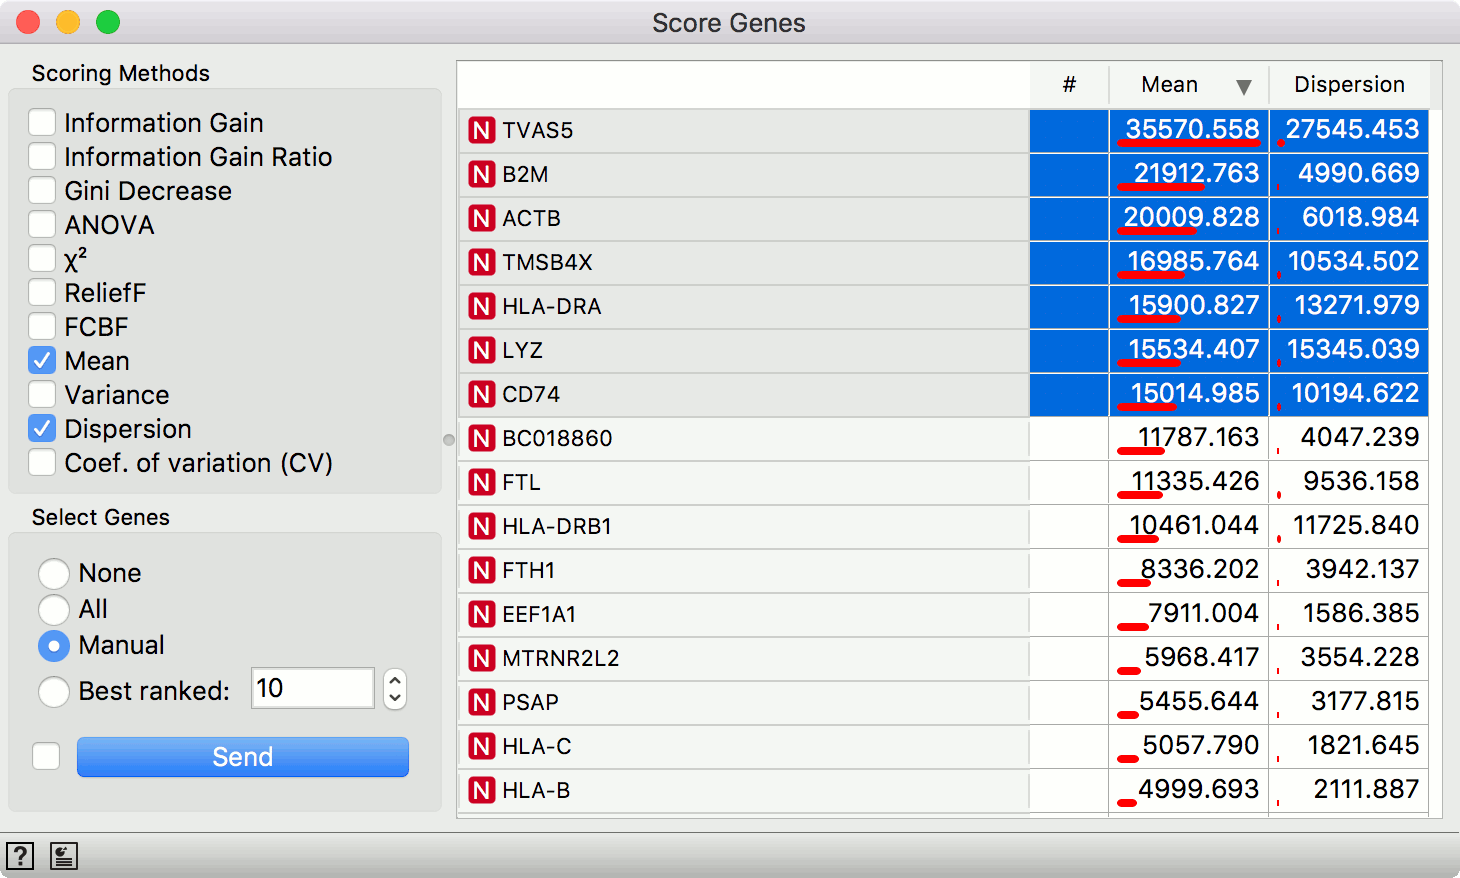 Score Genes
Scoring Methods
Information Gain
Information Gain Ratio
Gini Decrease
ANOVA
χ²
ReliefF
FCBF
Mean
Variance
Dispersion
Coef. of variation (CV)
Select Genes
None
All
Manual
Best ranked: 10
Send
# Mean Dispersion
N TVAS5 35570.558 27545.453
N B2M 21912.763 4990.669
N ACTB 20009.828 6018.984
N TMSB4X 16985.764 10534.502
N HLA-DRA 15900.827 13271.979
N LYZ 15534.407 15345.039
N CD74 15014.985 10194.622
N BC018860 11787.163 4047.239
N FTL 11335.426 9536.158
N HLA-DRB1 10461.044 11725.840
N FTH1 8336.202 3942.137
N EEF1A1 7911.004 1586.385
N MTRNR2L2 5968.417 3554.228
N PSAP 5455.644 3177.815
N HLA-C 5057.790 1821.645
N HLA-B 4999.693 2111.887
?